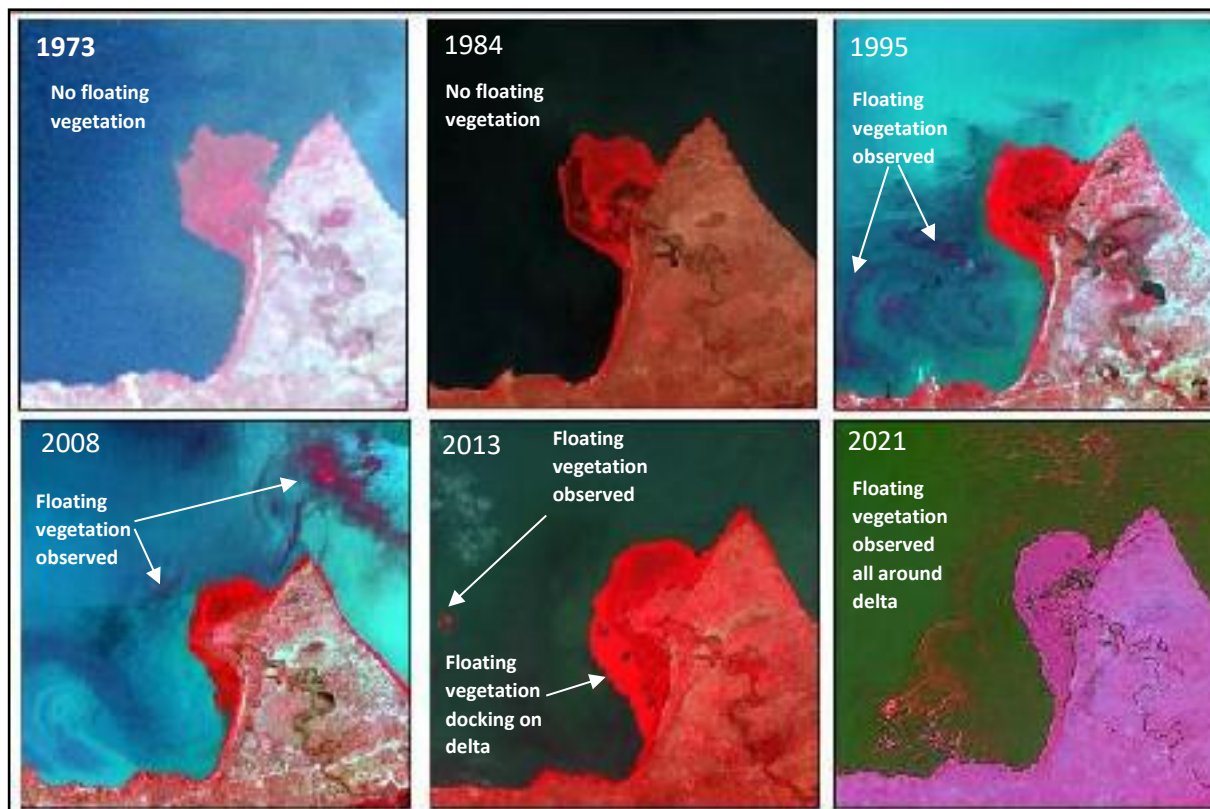 1973
No floating
vegetation
1984
No floating
vegetation
1995
Floating
vegetation
observed
2008
Floating
vegetation
observed
2013
Floating
vegetation
observed
Floating
vegetation
docking on
delta
2021
Floating
vegetation
observed
all around
delta